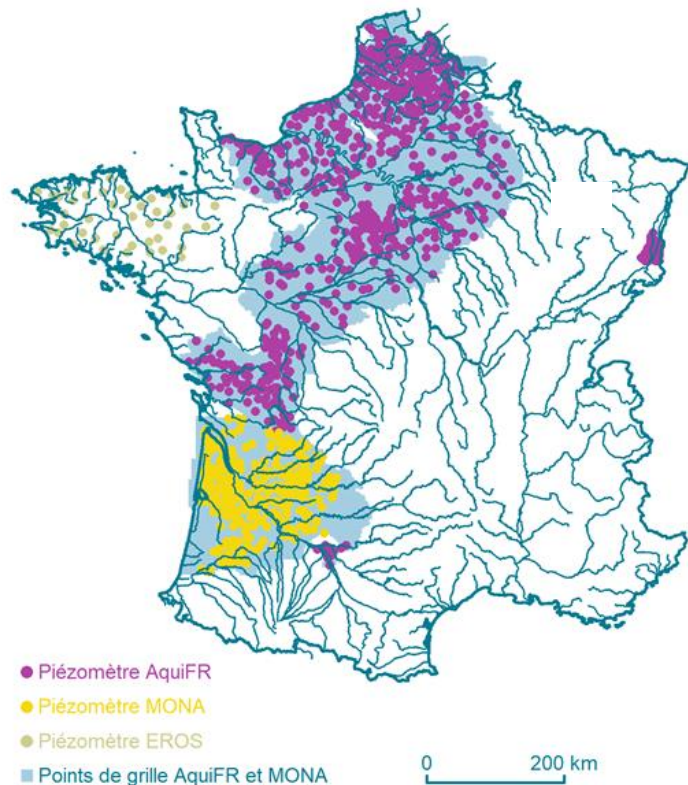 Piézomètre AquiFR
Piézomètre MONA
Piézomètre EROS
Points de grille AquiFR et MONA
0 200 km